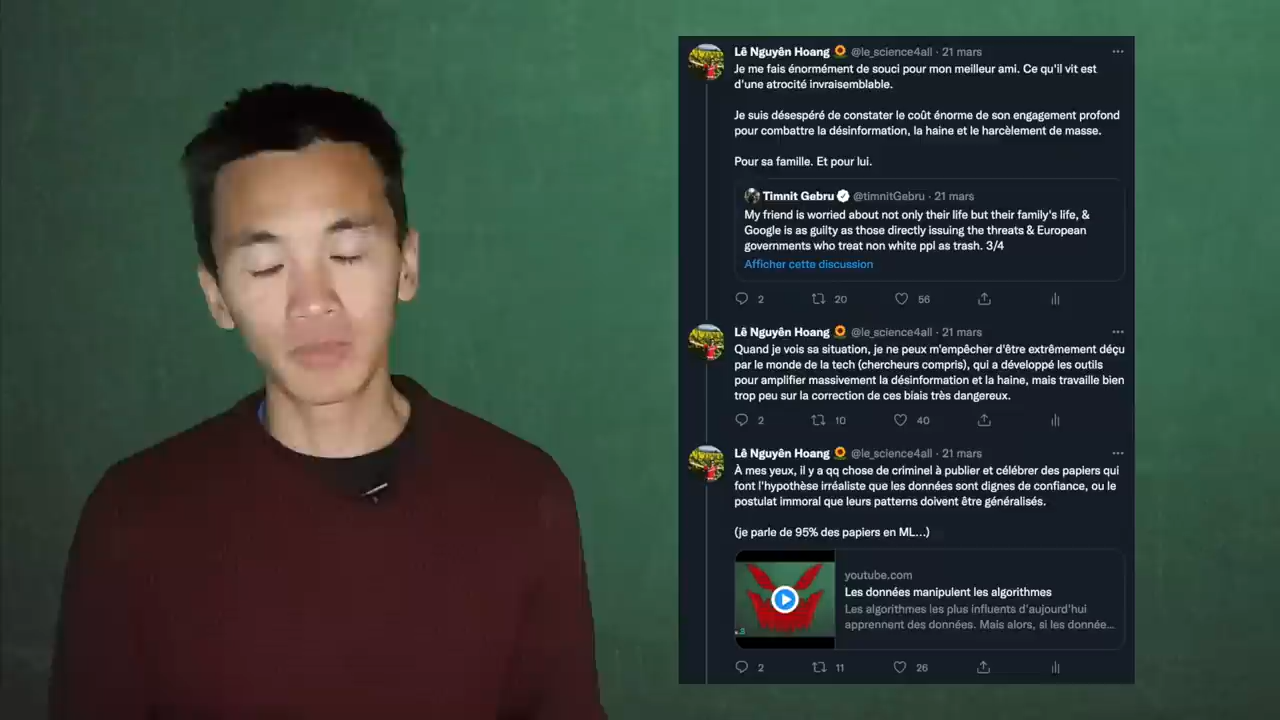 Lê Nguyên Hoang 🌻 @le_science4all · 21 mars
Je me fais énormément de souci pour mon meilleur ami. Ce qu'il vit est
d'une atrocité invraisemblable.
Je suis désespéré de constater le coût énorme de son engagement profond
pour combattre la désinformation, la haine et le harcèlement de masse.
Pour sa famille. Et pour lui.
Timnit Gebru @timnitGebru · 21 mars
My friend is worried about not only their life but their family's life, &
Google is as guilty as those directly issuing the threats & European
governments who treat non white ppl as trash. 3/4
Afficher cette discussion
2 20 56
Lê Nguyên Hoang 🌻 @le_science4all · 21 mars
Quand je vois sa situation, je ne peux m'empêcher d'être extrêmement déçu
par le monde de la tech (chercheurs compris), qui a développé les outils
pour amplifier massivement la désinformation et la haine, mais travaille bien
trop peu sur la correction de ces biais très dangereux.
2 10 40
Lê Nguyên Hoang 🌻 @le_science4all · 21 mars
À mes yeux, il y a qq chose de criminel à publier et célébrer des papiers qui
font l'hypothèse irréaliste que les données sont dignes de confiance, ou le
postulat immoral que leurs patterns doivent être généralisés.
(je parle de 95% des papiers en ML...)
youtube.com
Les données manipulent les algorithmes
Les algorithmes les plus influents d'aujourd'hui
apprennent des données. Mais alors, si les donnée...
2 11 26